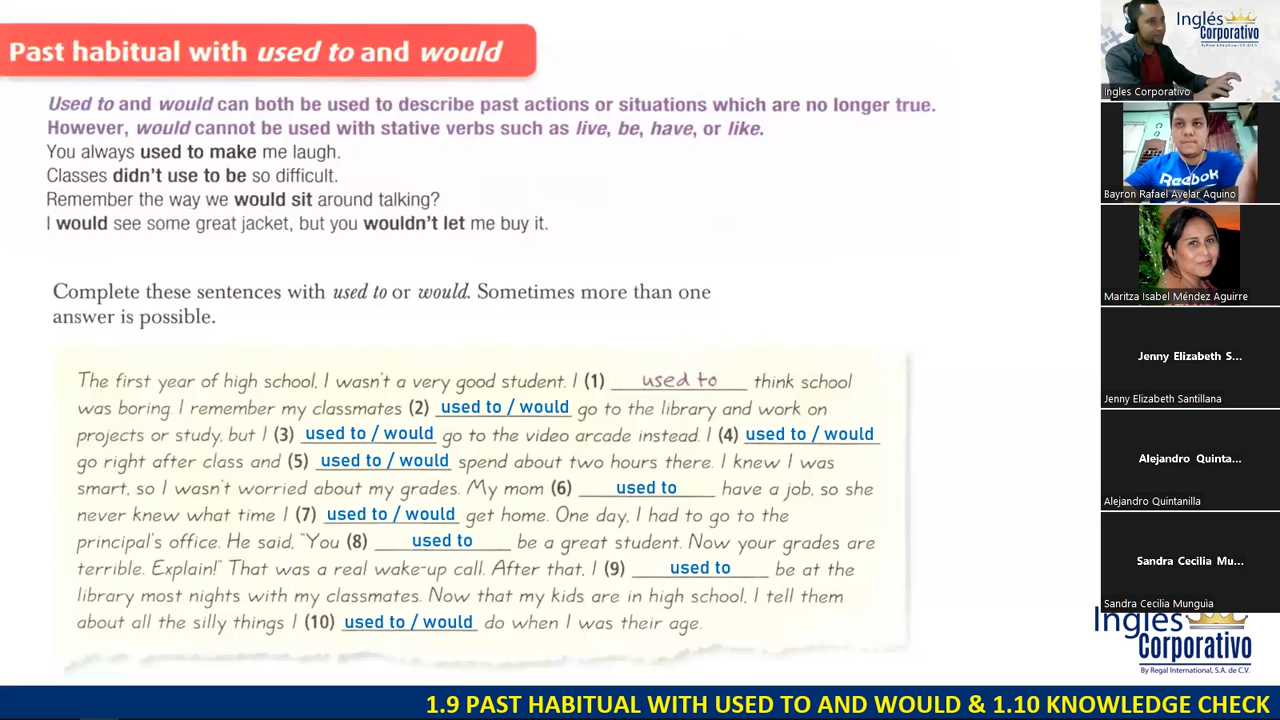 Past habitual with used to and would
Used to and would can both be used to describe past actions or situations which are no longer true.
However, would cannot be used with stative verbs such as live, be, have, or like.
You always used to make me laugh.
Classes didn't use to be so difficult.
Remember the way we would sit around talking?
I would see some great jacket, but you wouldn't let me buy it.
Complete these sentences with used to or would. Sometimes more than one
answer is possible.
The first year of high school, I wasn't a very good student. I (1) used to think school
was boring. I remember my classmates (2) used to / would go to the library and work on
projects or study, but I (3) used to / would go to the video arcade instead. I (4) used to / would
go right after class and (5) used to / would spend about two hours there. I knew I was
smart, so I wasn't worried about my grades. My mom (6) used to have a job, so she
never knew what time I (7) used to / would get home. One day, I had to go to the
principal's office. He said, "You (8) used to be a great student. Now your grades are
terrible. Explain!" That was a real wake-up call. After that, I (9) used to be at the
library most nights with my classmates. Now that my kids are in high school, I tell them
about all the silly things I (10) used to / would do when I was their age.
Inglés
Corporativo
By Regal International, S.A. de C.V.
Ingles Corporativo
Reebok
Bayron Rafael Avelar Aquino
Maritza Isabel Méndez Aguirre
Jenny Elizabeth S...
Jenny Elizabeth Santillana
Alejandro Quinta...
Alejandro Quintanilla
Sandra Cecilia Mu...
Sandra Cecilia Munguìa
Inglés
Corporativo
By Regal International, S.A. de C.V.
1.9 PAST HABITUAL WITH USED TO AND WOULD & 1.10 KNOWLEDGE CHECK